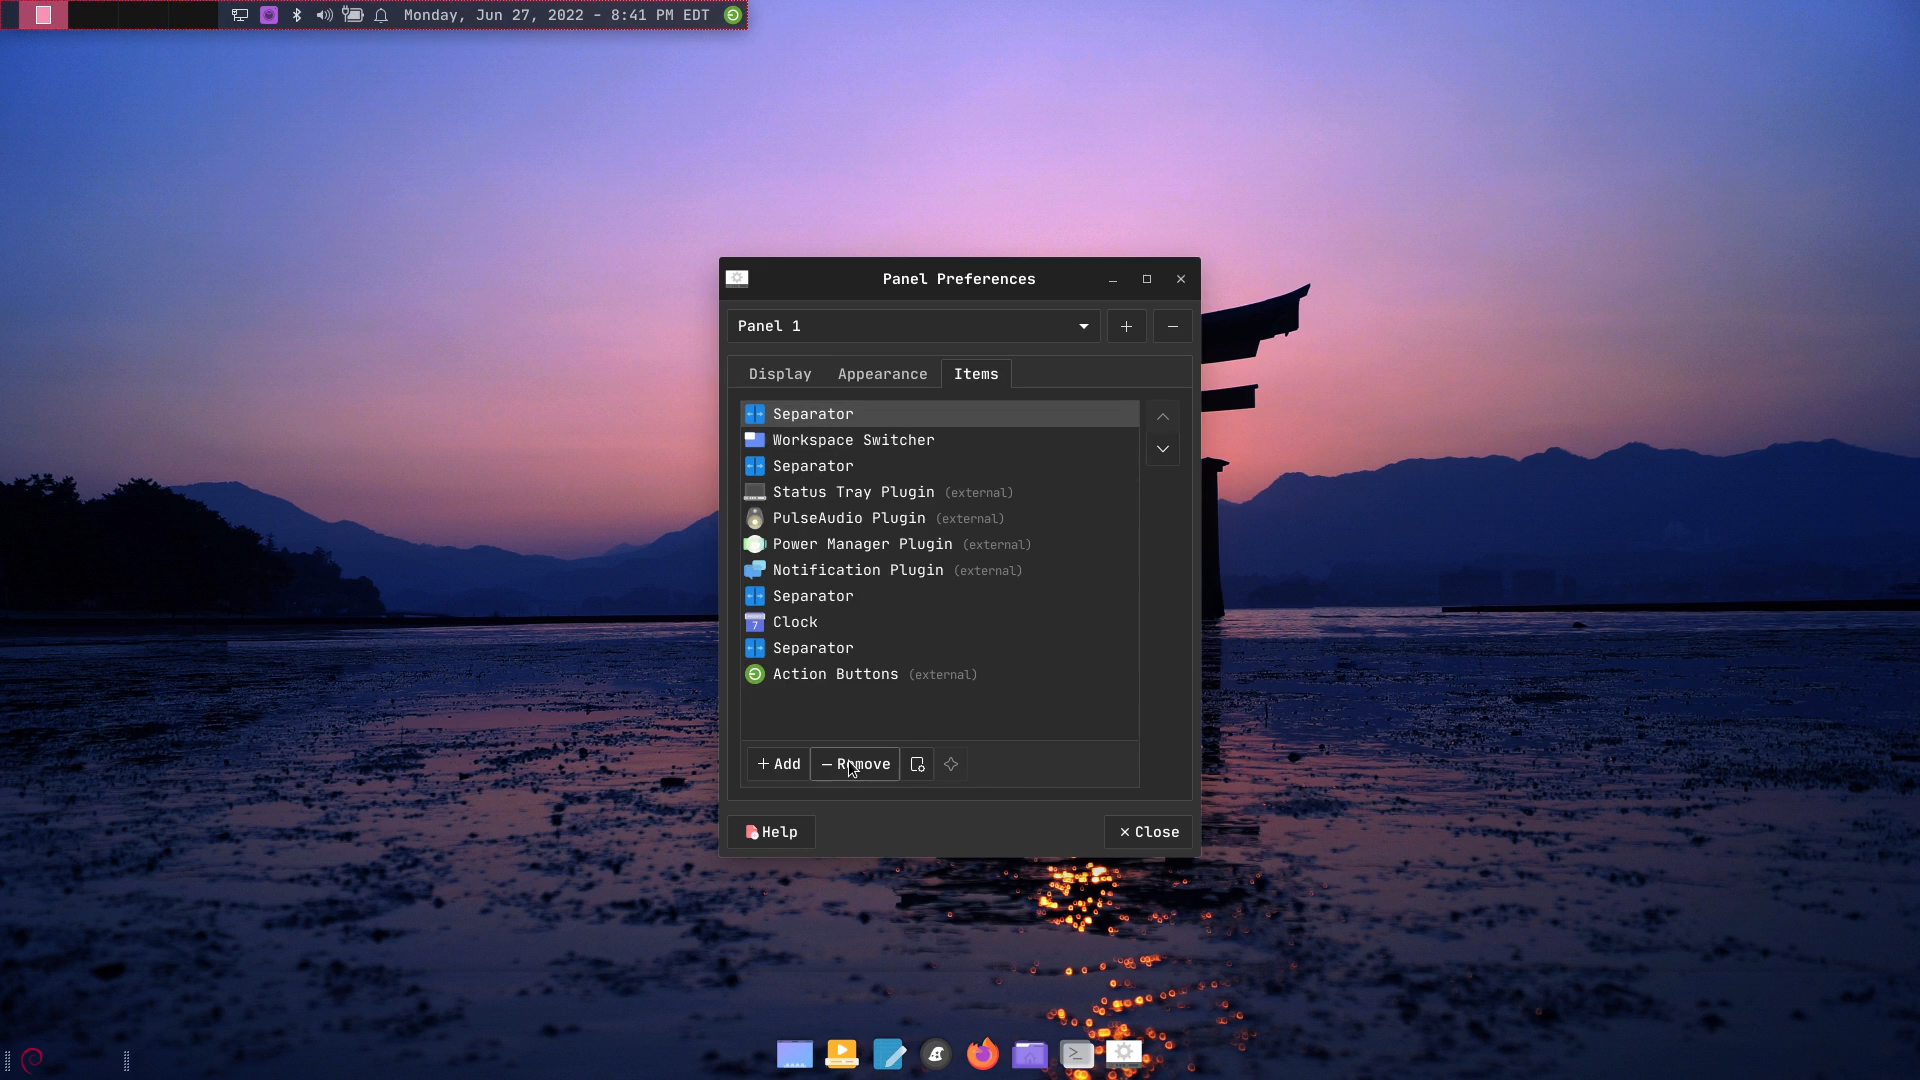 Monday, Jun 27, 2022 - 8:41 PM EDT
Panel Preferences
Panel 1
Display Appearance Items
Separator
Workspace Switcher
Separator
Status Tray Plugin (external)
PulseAudio Plugin (external)
Power Manager Plugin (external)
Notification Plugin (external)
Separator
7 Clock
Separator
Action Buttons (external)
+ Add − Remove
Help × Close